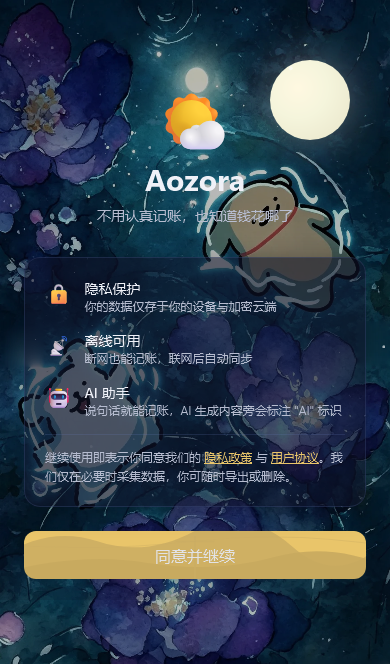 Aozora
不用认真记账，也知道钱花哪了
隐私保护
你的数据仅存于你的设备与加密云端
离线可用
断网也能记账，联网后自动同步
AI 助手
说句话就能记账，AI 生成内容旁会标注 "AI" 标识
继续使用即表示你同意我们的 隐私政策 与 用户协议。我
们仅在必要时采集数据，你可随时导出或删除。
同意并继续